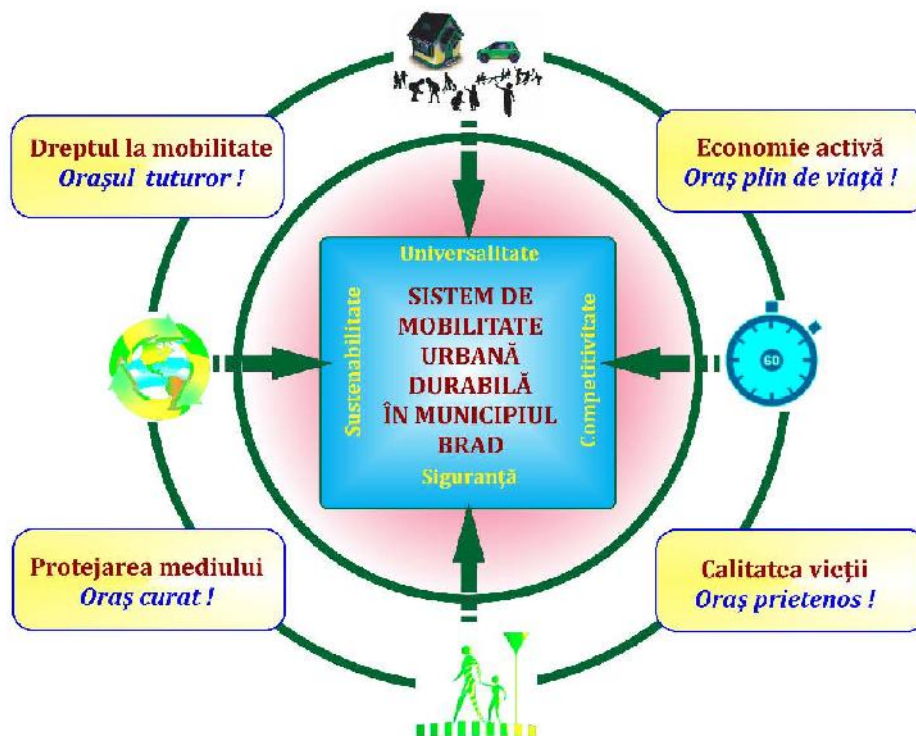 Dreptul la mobilitate
Orașul tuturor !
Economie activă
Oraș plin de viață !
Universalitate
Sustenabilitate
SISTEM DE
MOBILITATE
URBANĂ
DURABILĂ
ÎN MUNICIPIUL
BRAD
Competitivitate
60
Siguranță
Protejarea mediului
Oraș curat !
Calitatea vieții
Oraș prietenos !